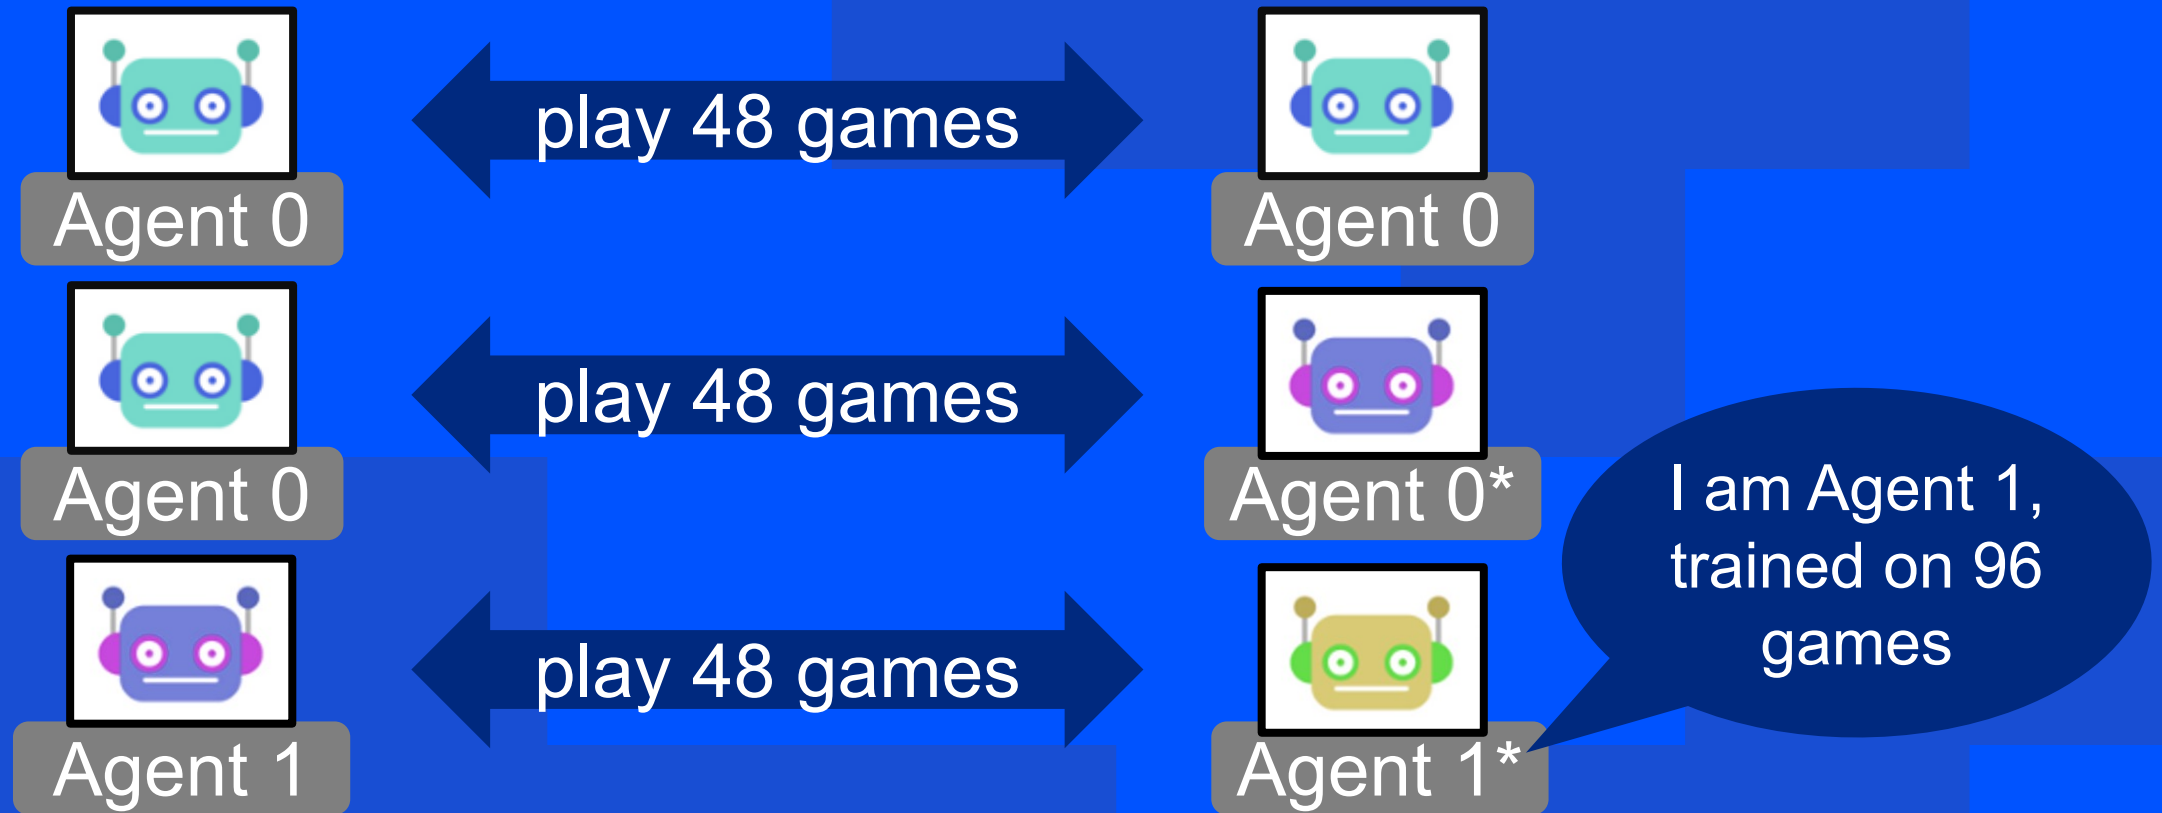 play 48 games
Agent 0
Agent 0
play 48 games
Agent 0
Agent 0*
I am Agent 1,
trained on 96
games
play 48 games
Agent 1
Agent 1*